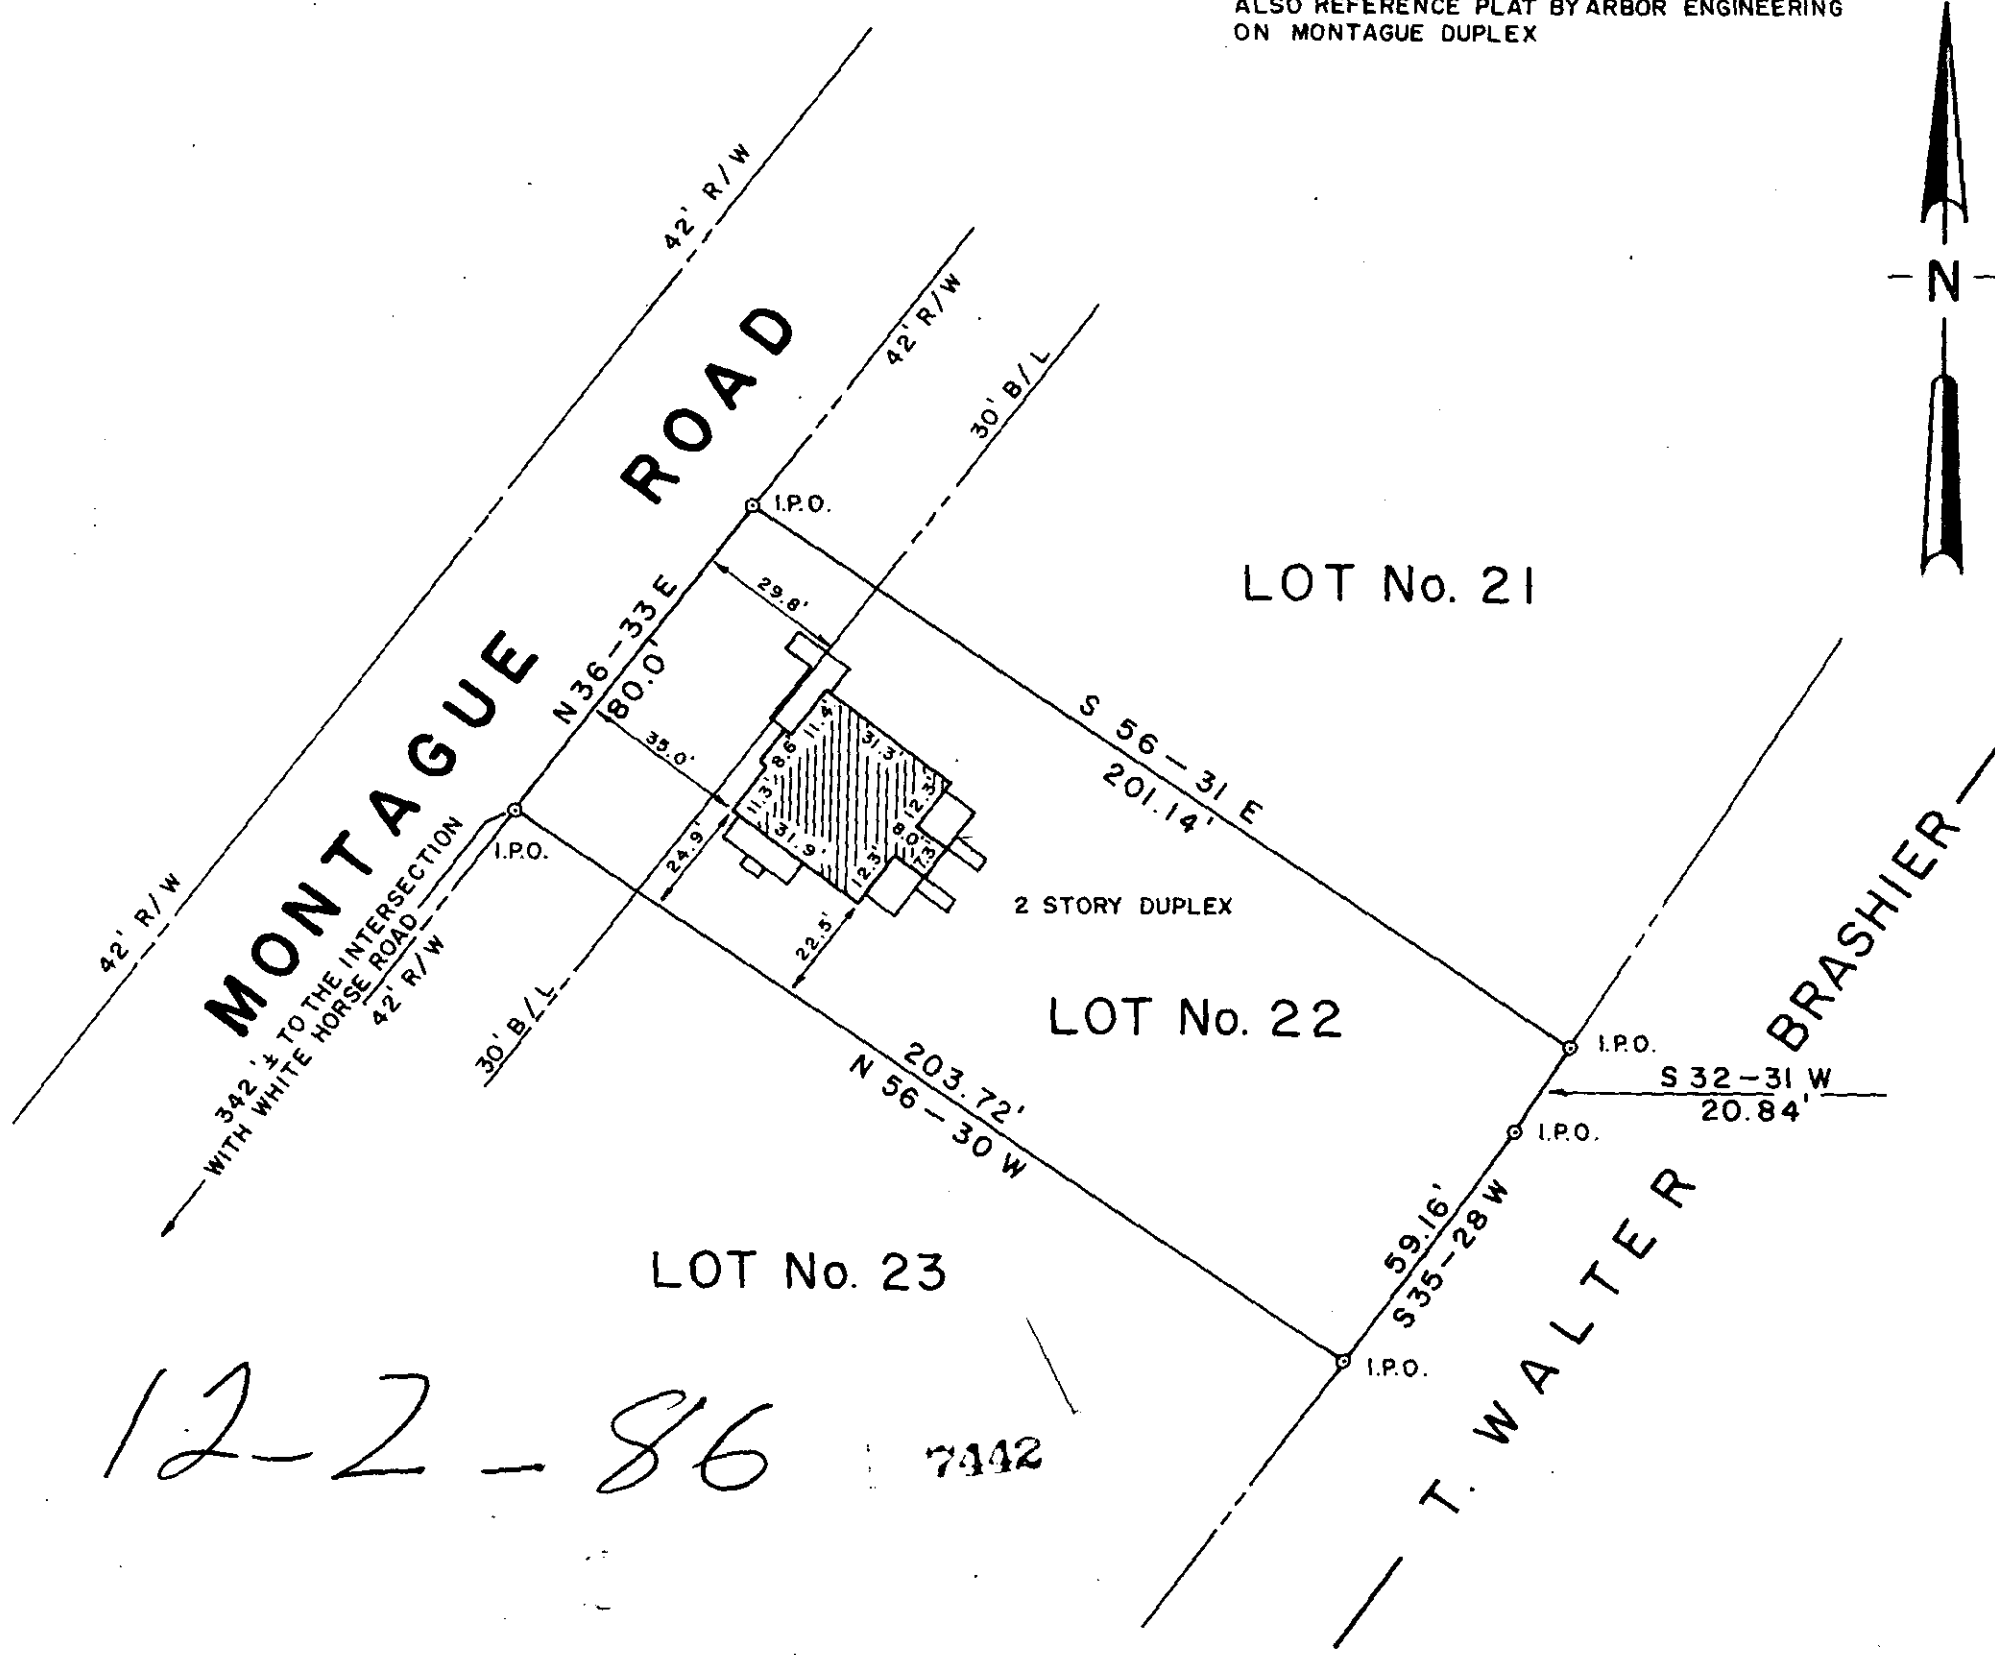 ALSO REFERENCE PLAT BY ARBOR ENGINEERING
ON MONTAGUE DUPLEX
42' R/W
42' R/W
30' B/L
N
MONTAGUE ROAD
I.P.O.
LOT No. 21
29.8'
N 36-33 E
80.0'
35.0'
S 56-31 E
201.14'
11.4'
31.3'
8.6'
11.3'
31.9'
12.3'
8.0'
7.3'
12.3'
24.9'
22.5'
2 STORY DUPLEX
I.P.O.
42' R/W
342'± TO THE INTERSECTION
WITH WHITE HORSE ROAD
42' R/W
30' B/L
LOT No. 22
203.72'
N 56-30 W
I.P.O.
S 32-31 W
20.84'
I.P.O.
59.16'
S 35-28 W
I.P.O.
T. WALTER BRASHIER
LOT No. 23
12-2-86
7442